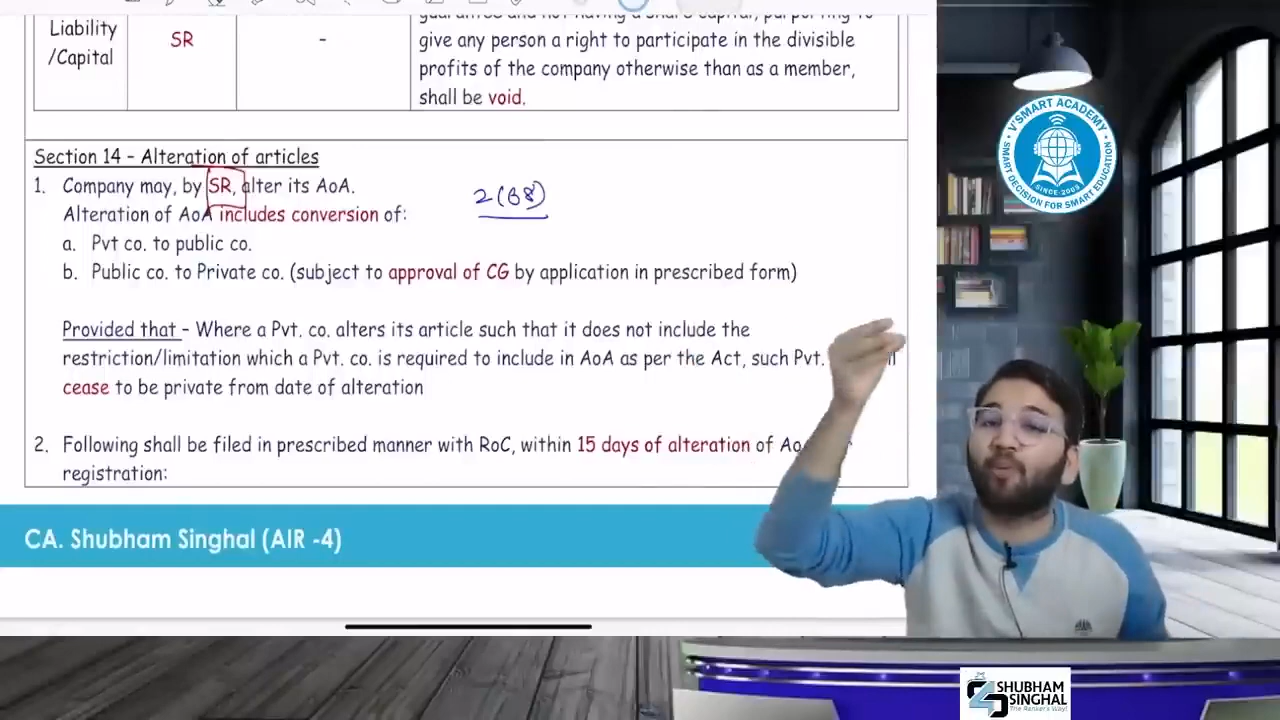 Liability
/Capital
SR
-
guarantee and not having a share capital, purporting to
give any person a right to participate in the divisible
profits of the company otherwise than as a member,
shall be void.
Section 14 - Alteration of articles
1. Company may, by SR, alter its AoA.
2(68)
Alteration of AoA includes conversion of:
a. Pvt co. to public co.
b. Public co. to Private co. (subject to approval of CG by application in prescribed form)
Provided that - Where a Pvt. co. alters its article such that it does not include the
restriction/limitation which a Pvt. co. is required to include in AoA as per the Act, such Pvt.
cease to be private from date of alteration
2. Following shall be filed in prescribed manner with RoC, within 15 days of alteration of
registration:
CA. Shubham Singhal (AIR -4)
V'SMART ACADEMY
SINCE-2003
SMART DECISION FOR SMART EDUCATION
SHUBHAM
SINGHAL
The Ranker's Way!